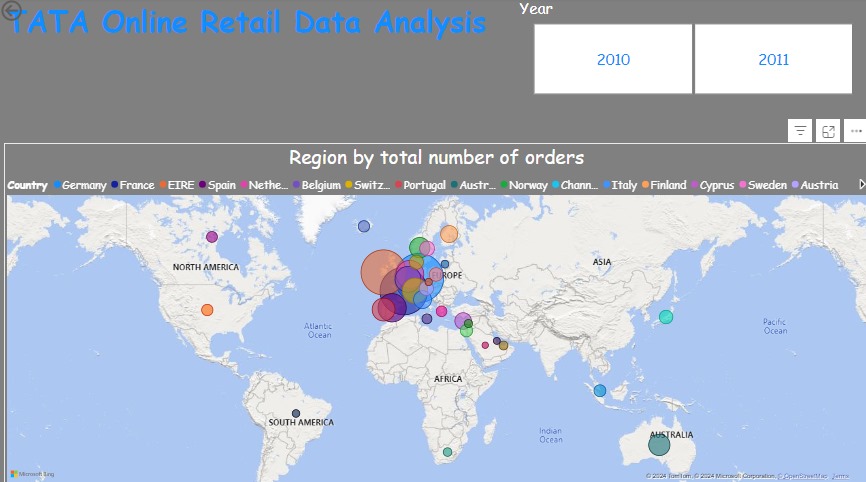 TATA Online Retail Data Analysis
Year
2010
2011
Region by total number of orders
Country Germany France EIRE Spain Nethe... Belgium Switz... Portugal Austr... Norway Chann... Italy Finland Cyprus Sweden Austria
NORTH AMERICA
EUROPE
ASIA
Atlantic
Ocean
Pacific
Ocean
AFRICA
SOUTH AMERICA
Indian
Ocean
AUSTRALIA
Microsoft Bing
© 2024 TomTom, © 2024 Microsoft Corporation, © OpenStreetMap Terms